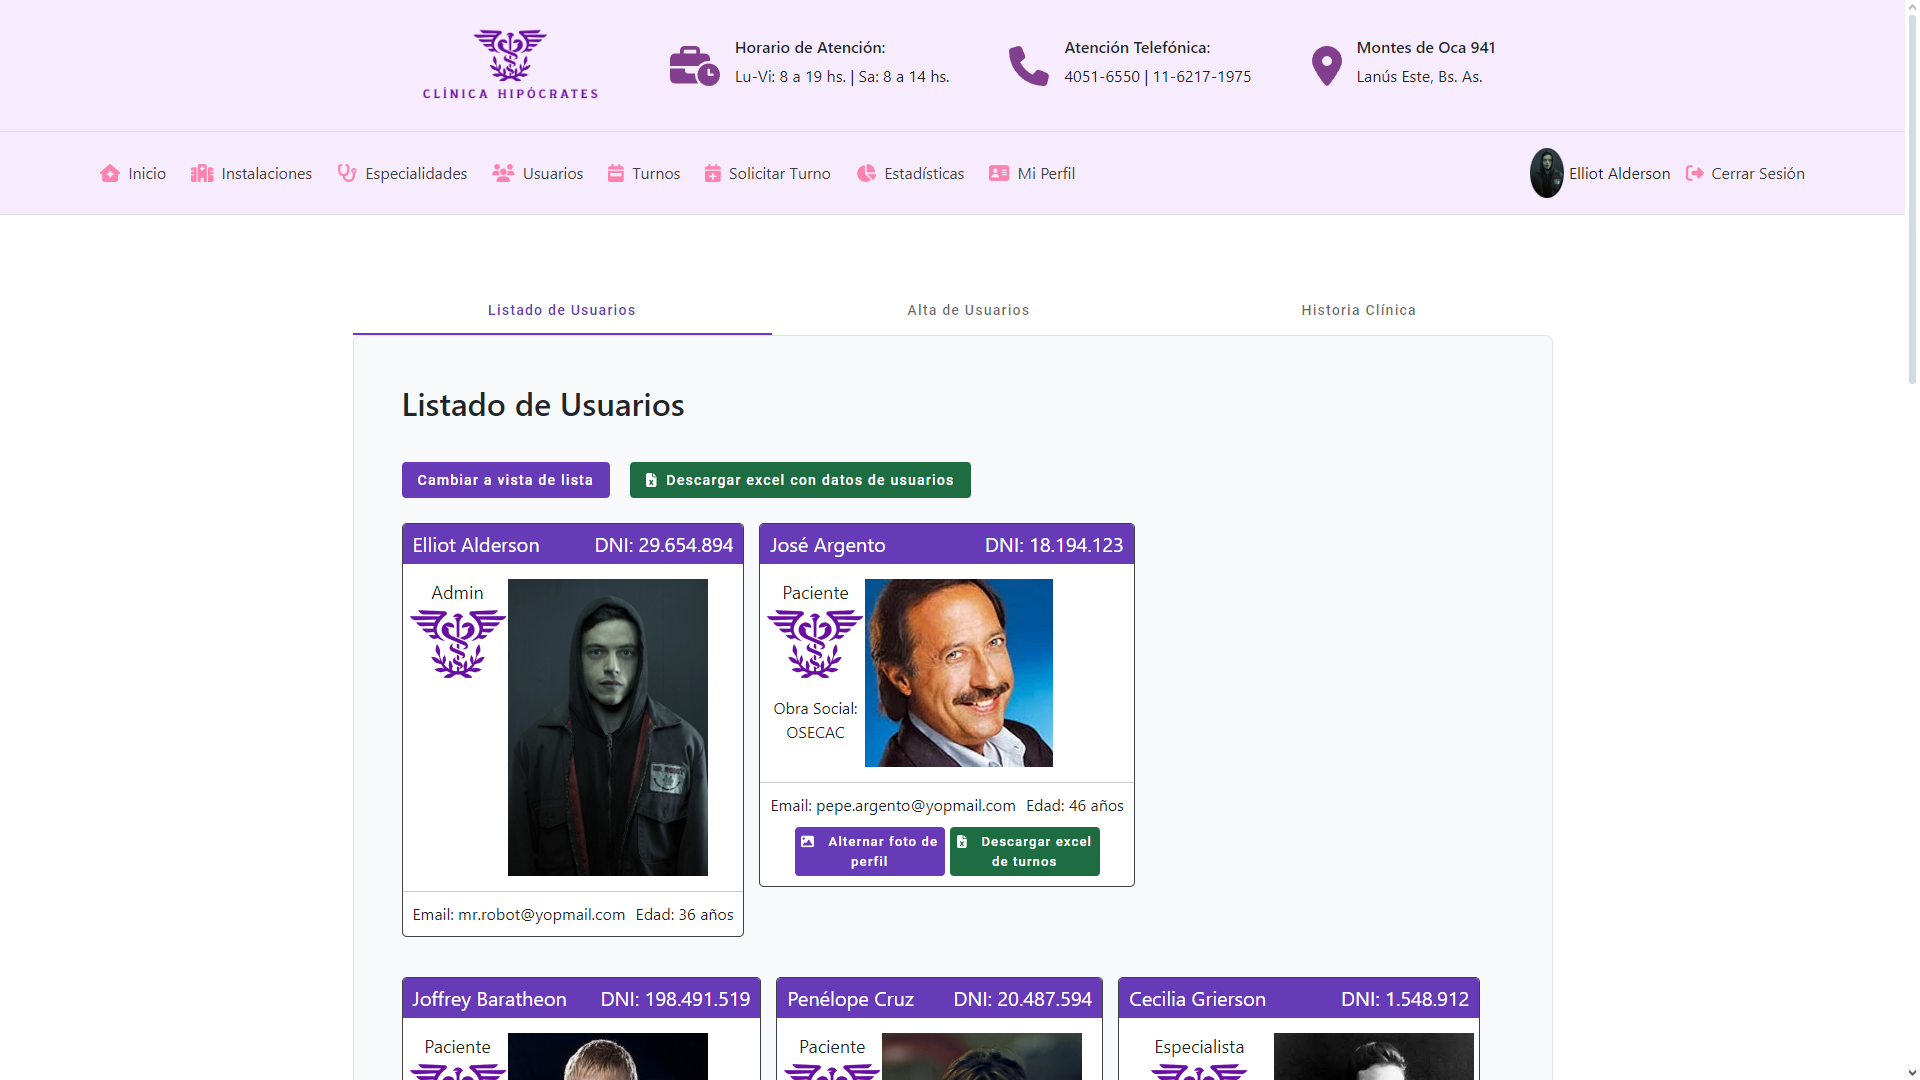 Horario de Atención:
Atención Telefónica:
Montes de Oca 941
Lu-Vi: 8 a 19 hs. | Sa: 8 a 14 hs.
4051-6550 | 11-6217-1975
Lanús Este, Bs. As.
CLÍNICA HIPÓCRATES
Inicio
Instalaciones
Especialidades
Usuarios
Turnos
Solicitar Turno
Estadísticas
Mi Perfil
Elliot Alderson
Cerrar Sesión
Listado de Usuarios
Alta de Usuarios
Historia Clínica
Listado de Usuarios
Cambiar a vista de lista
Descargar excel con datos de usuarios
Elliot Alderson DNI: 29.654.894
Admin
MR. ROBOT
Email: mr.robot@yopmail.com Edad: 36 años
José Argento DNI: 18.194.123
Paciente
Obra Social:
OSECAC
Email: pepe.argento@yopmail.com Edad: 46 años
Alternar foto de
perfil
Descargar excel
de turnos
Joffrey Baratheon DNI: 198.491.519
Paciente
Penélope Cruz DNI: 20.487.594
Paciente
Cecilia Grierson DNI: 1.548.912
Especialista